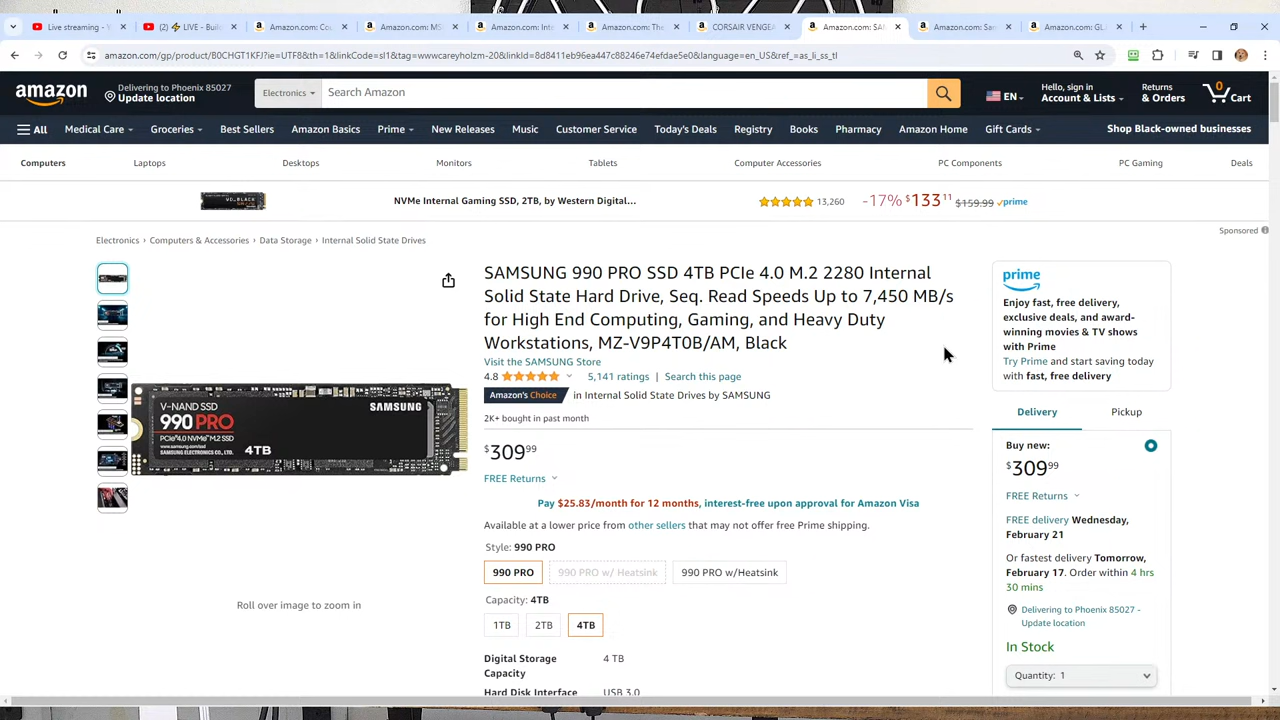 Live streaming -
E - Build
Amazon.com: Co
Amazon.com: MS
Amazon.com: Inte
Amazon.com: The
CORSAIR VENGEA
Amazon.com: SAM
Amazon.com: Sea
Amazon.com: GL
amazon.com/gp/product/B0CHGT1KFJ?ie=UTF8&th=1&linkCode=sl1&tag=wwwcareyholzm-20&linkId=8d8411eb96ea447c88246e74efdae5e0&language=en_US&ref_=as_li_ss_tl
amazon
Delivering to Phoenix 85027
Update location
Electronics
Search Amazon
EN
Hello, sign in
Account & Lists
Returns
& Orders
0
Cart
All
Medical Care
Groceries
Best Sellers
Amazon Basics
Prime
New Releases
Music
Customer Service
Today's Deals
Registry
Books
Pharmacy
Amazon Home
Gift Cards
Shop Black-owned businesses
Computers
Laptops
Desktops
Monitors
Tablets
Computer Accessories
PC Components
PC Gaming
Deals
NVMe Internal Gaming SSD, 2TB, by Western Digital...
13,260
-17% $133 11 $159.99 prime
Sponsored
Electronics › Computers & Accessories › Data Storage › Internal Solid State Drives
SAMSUNG 990 PRO SSD 4TB PCIe 4.0 M.2 2280 Internal
Solid State Hard Drive, Seq. Read Speeds Up to 7,450 MB/s
for High End Computing, Gaming, and Heavy Duty
Workstations, MZ-V9P4T0B/AM, Black
Visit the SAMSUNG Store
4.8
5,141 ratings | Search this page
Amazon's Choice in Internal Solid State Drives by SAMSUNG
2K+ bought in past month
$309 99
FREE Returns
Pay $25.83/month for 12 months, interest-free upon approval for Amazon Visa
Available at a lower price from other sellers that may not offer free Prime shipping.
Style: 990 PRO
990 PRO
990 PRO w/ Heatsink
990 PRO w/Heatsink
Capacity: 4TB
1TB
2TB
4TB
Digital Storage
Capacity
4 TB
Hard Disk Interface
USB 3.0
V-NAND SSD
990 PRO
PCIe 4.0 NVMe M.2 SSD
www.samsung.com/ssd
SAMSUNG ELECTRONICS CO., LTD.
4TB
SAMSUNG
Roll over image to zoom in
prime
Enjoy fast, free delivery,
exclusive deals, and award-
winning movies & TV shows
with Prime
Try Prime and start saving today
with fast, free delivery
Delivery
Pickup
Buy new:
$309 99
FREE Returns
FREE delivery Wednesday,
February 21
Or fastest delivery Tomorrow,
February 17. Order within 4 hrs
30 mins
Delivering to Phoenix 85027 -
Update location
In Stock
Quantity: 1